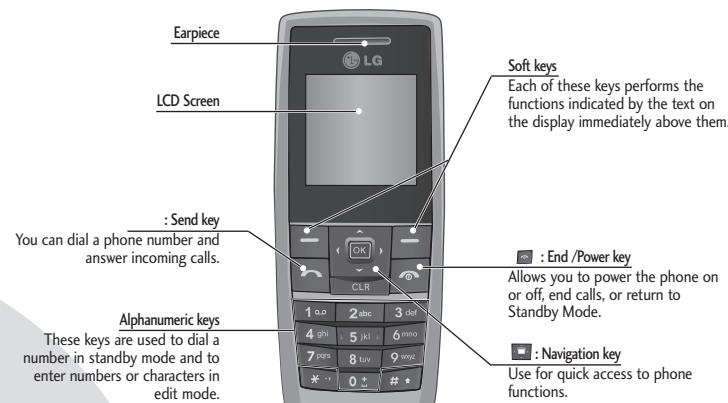 Earpiece
LG
LCD Screen
Soft keys
Each of these keys performs the
functions indicated by the text on
the display immediately above them.
: Send key
You can dial a phone number and
answer incoming calls.
OK
CLR
: End /Power key
Allows you to power the phone on
or off, end calls, or return to
Standby Mode.
Alphanumeric keys
These keys are used to dial a
number in standby mode and to
enter numbers or characters in
edit mode.
1 2abc 3 def
4 ghi 5 jkl 6 mno
7 pqrs 8 tuv 9 wxyz
* 0 #
: Navigation key
Use for quick access to phone
functions.